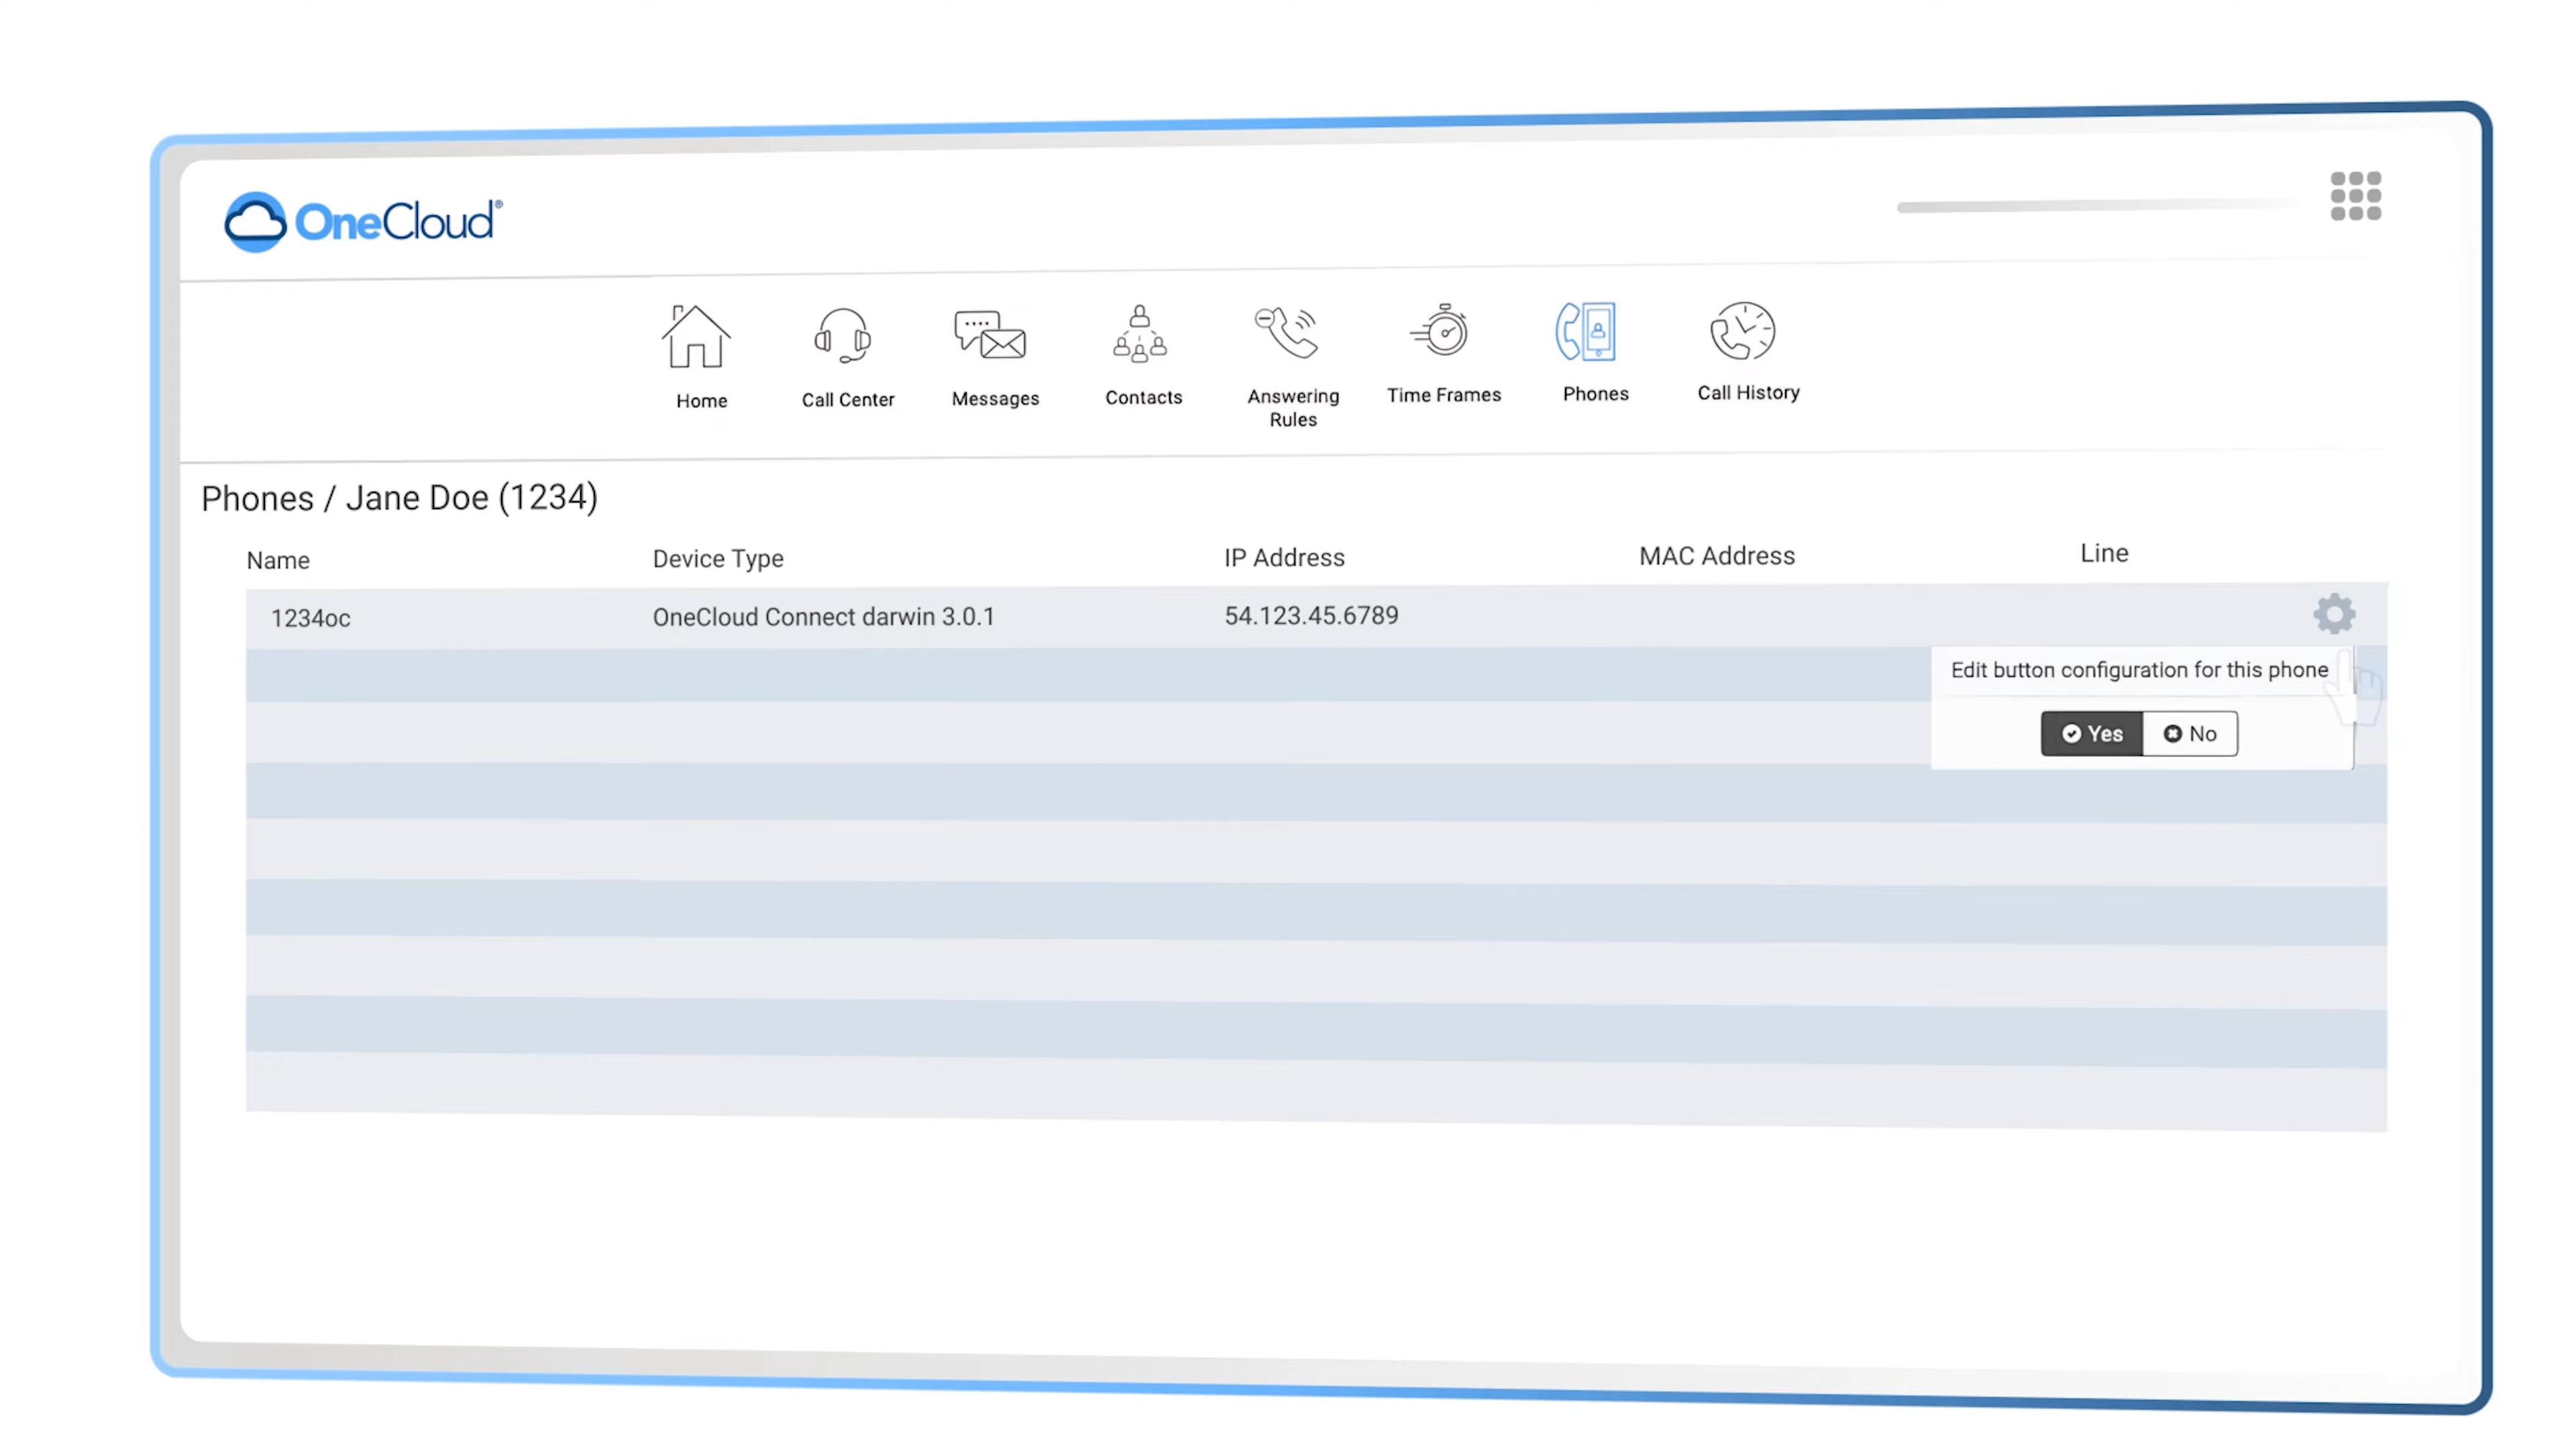 OneCloud®
Home
Call Center
Messages
Contacts
Answering
Rules
Time Frames
Phones
Call History
Phones / Jane Doe (1234)
Name Device Type IP Address MAC Address Line
1234oc OneCloud Connect darwin 3.0.1 54.123.45.6789
Edit button configuration for this phone
Yes No